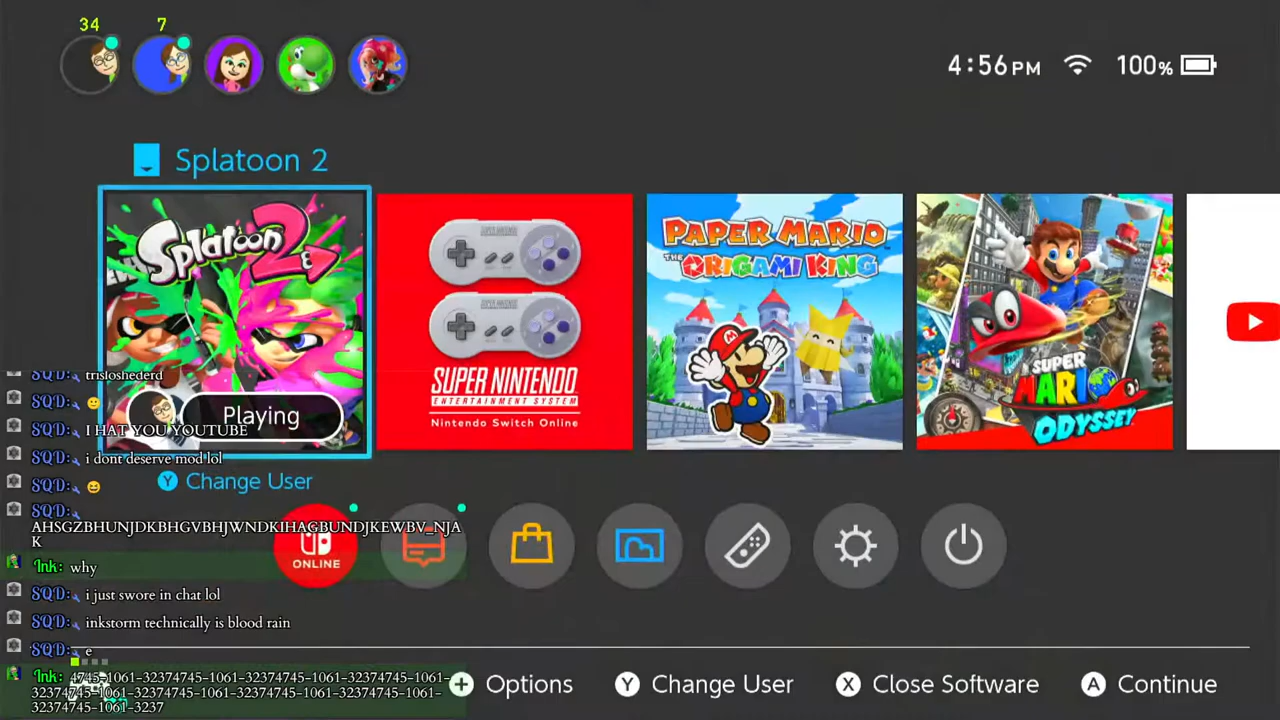 34 7
4:56 PM 100%
Splatoon 2
Splatoon 2
Playing
SUPER NINTENDO
ENTERTAINMENT SYSTEM
Nintendo Switch Online
PAPER MARIO
THE ORIGAMI KING
SUPER
MARIO
ODYSSEY
Y Change User
ONLINE
SQD: trisloshederd
SQD: 🙂
SQD: I HAT YOU YOUTUBE
SQD: i dont deserve mod lol
SQD: 😆
SQD:
AHSGZBHUNJDKBHGVBHJWNDKIHAGBUNDJKEWBV_NJA
K
Ink: why
SQD: i just swore in chat lol
SQD: inkstorm technically is blood rain
SQD: e
Ink: 4745-1061-32374745-1061-32374745-1061-32374745-1061-
32374745-1061-32374745-1061-32374745-1061-
32374745-1061-3237
+ Options Y Change User X Close Software A Continue